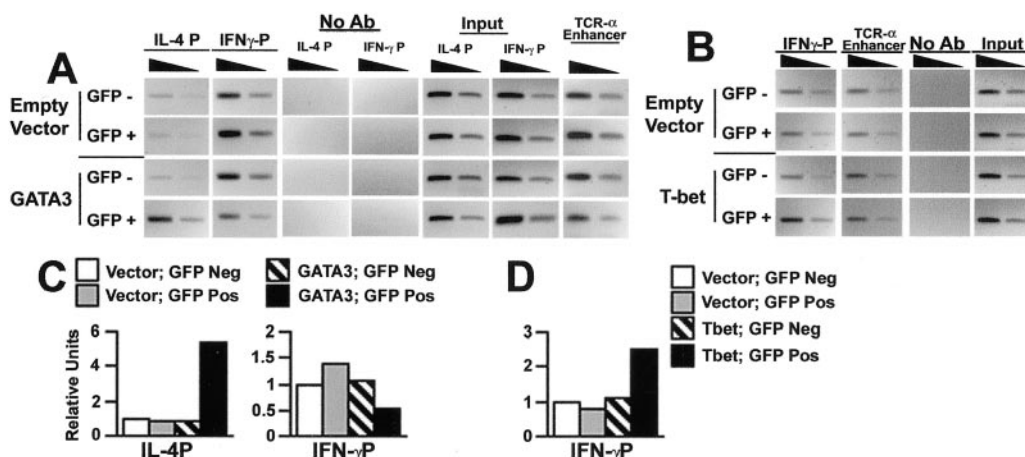 A
No Ab
Input
TCR-α
Enhancer
IL-4 P IFNγ-P IL-4 P IFN-γ P IL-4 P IFN-γ P
Empty Vector
GFP -
GFP +
GATA3
GFP -
GFP +
B
IFNγ-P TCR-α Enhancer No Ab Input
Empty Vector
GFP -
GFP +
T-bet
GFP -
GFP +
C
Vector; GFP Neg
Vector; GFP Pos
GATA3; GFP Neg
GATA3; GFP Pos
Relative Units
6
4
2
0
IL-4P
2
1.5
1
0.5
0
IFN-γP
D
Vector; GFP Neg
Vector; GFP Pos
Tbet; GFP Neg
Tbet; GFP Pos
3
2
1
0
IFN-γP